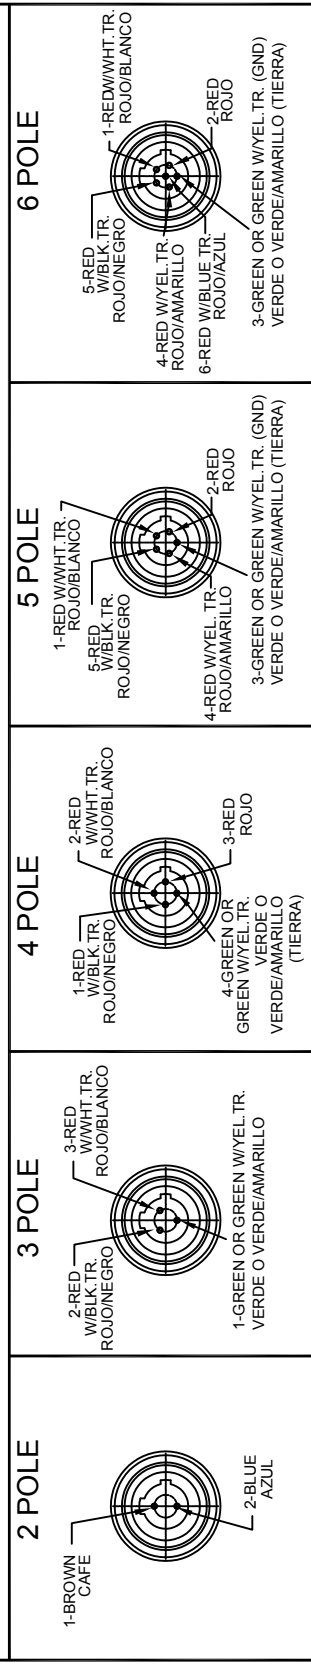 2 POLE
1-BROWN
CAFE
2-BLUE
AZUL
3 POLE
2-RED
W/BLK.TR.
ROJO/NEGRO
3-RED
W/WHT.TR.
ROJO/BLANCO
1-GREEN OR GREEN W/YEL.TR.
VERDE O VERDE/AMARILLO
4 POLE
1-RED
W/BLK.TR.
ROJO/NEGRO
2-RED
W/WHT.TR.
ROJO/BLANCO
3-RED
ROJO
4-GREEN OR
GREEN W/YEL.TR.
VERDE O
VERDE/AMARILLO
(TIERRA)
5 POLE
1-RED W/WHT.TR.
ROJO/BLANCO
5-RED
W/BLK.TR.
ROJO/NEGRO
2-RED
ROJO
4-RED W/YEL. TR.
ROJO/AMARILLO
3-GREEN OR GREEN W/YEL.TR. (GND)
VERDE O VERDE/AMARILLO (TIERRA)
6 POLE
5-RED
W/BLK.TR.
ROJO/NEGRO
1-REDW/WHT.TR.
ROJO/BLANCO
4-RED W/YEL.TR.
ROJO/AMARILLO
6-RED W/BLUE TR.
ROJO/AZUL
2-RED
ROJO
3-GREEN OR GREEN W/YEL.TR. (GND)
VERDE O VERDE/AMARILLO (TIERRA)